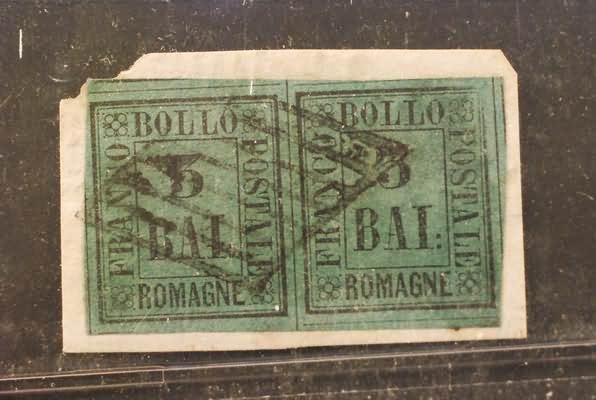 BOLLO
FRANCO
POSTALE
3
BAI
ROMAGNE
BOLLO
FRANCO
POSTALE
3
BAI:
ROMAGNE